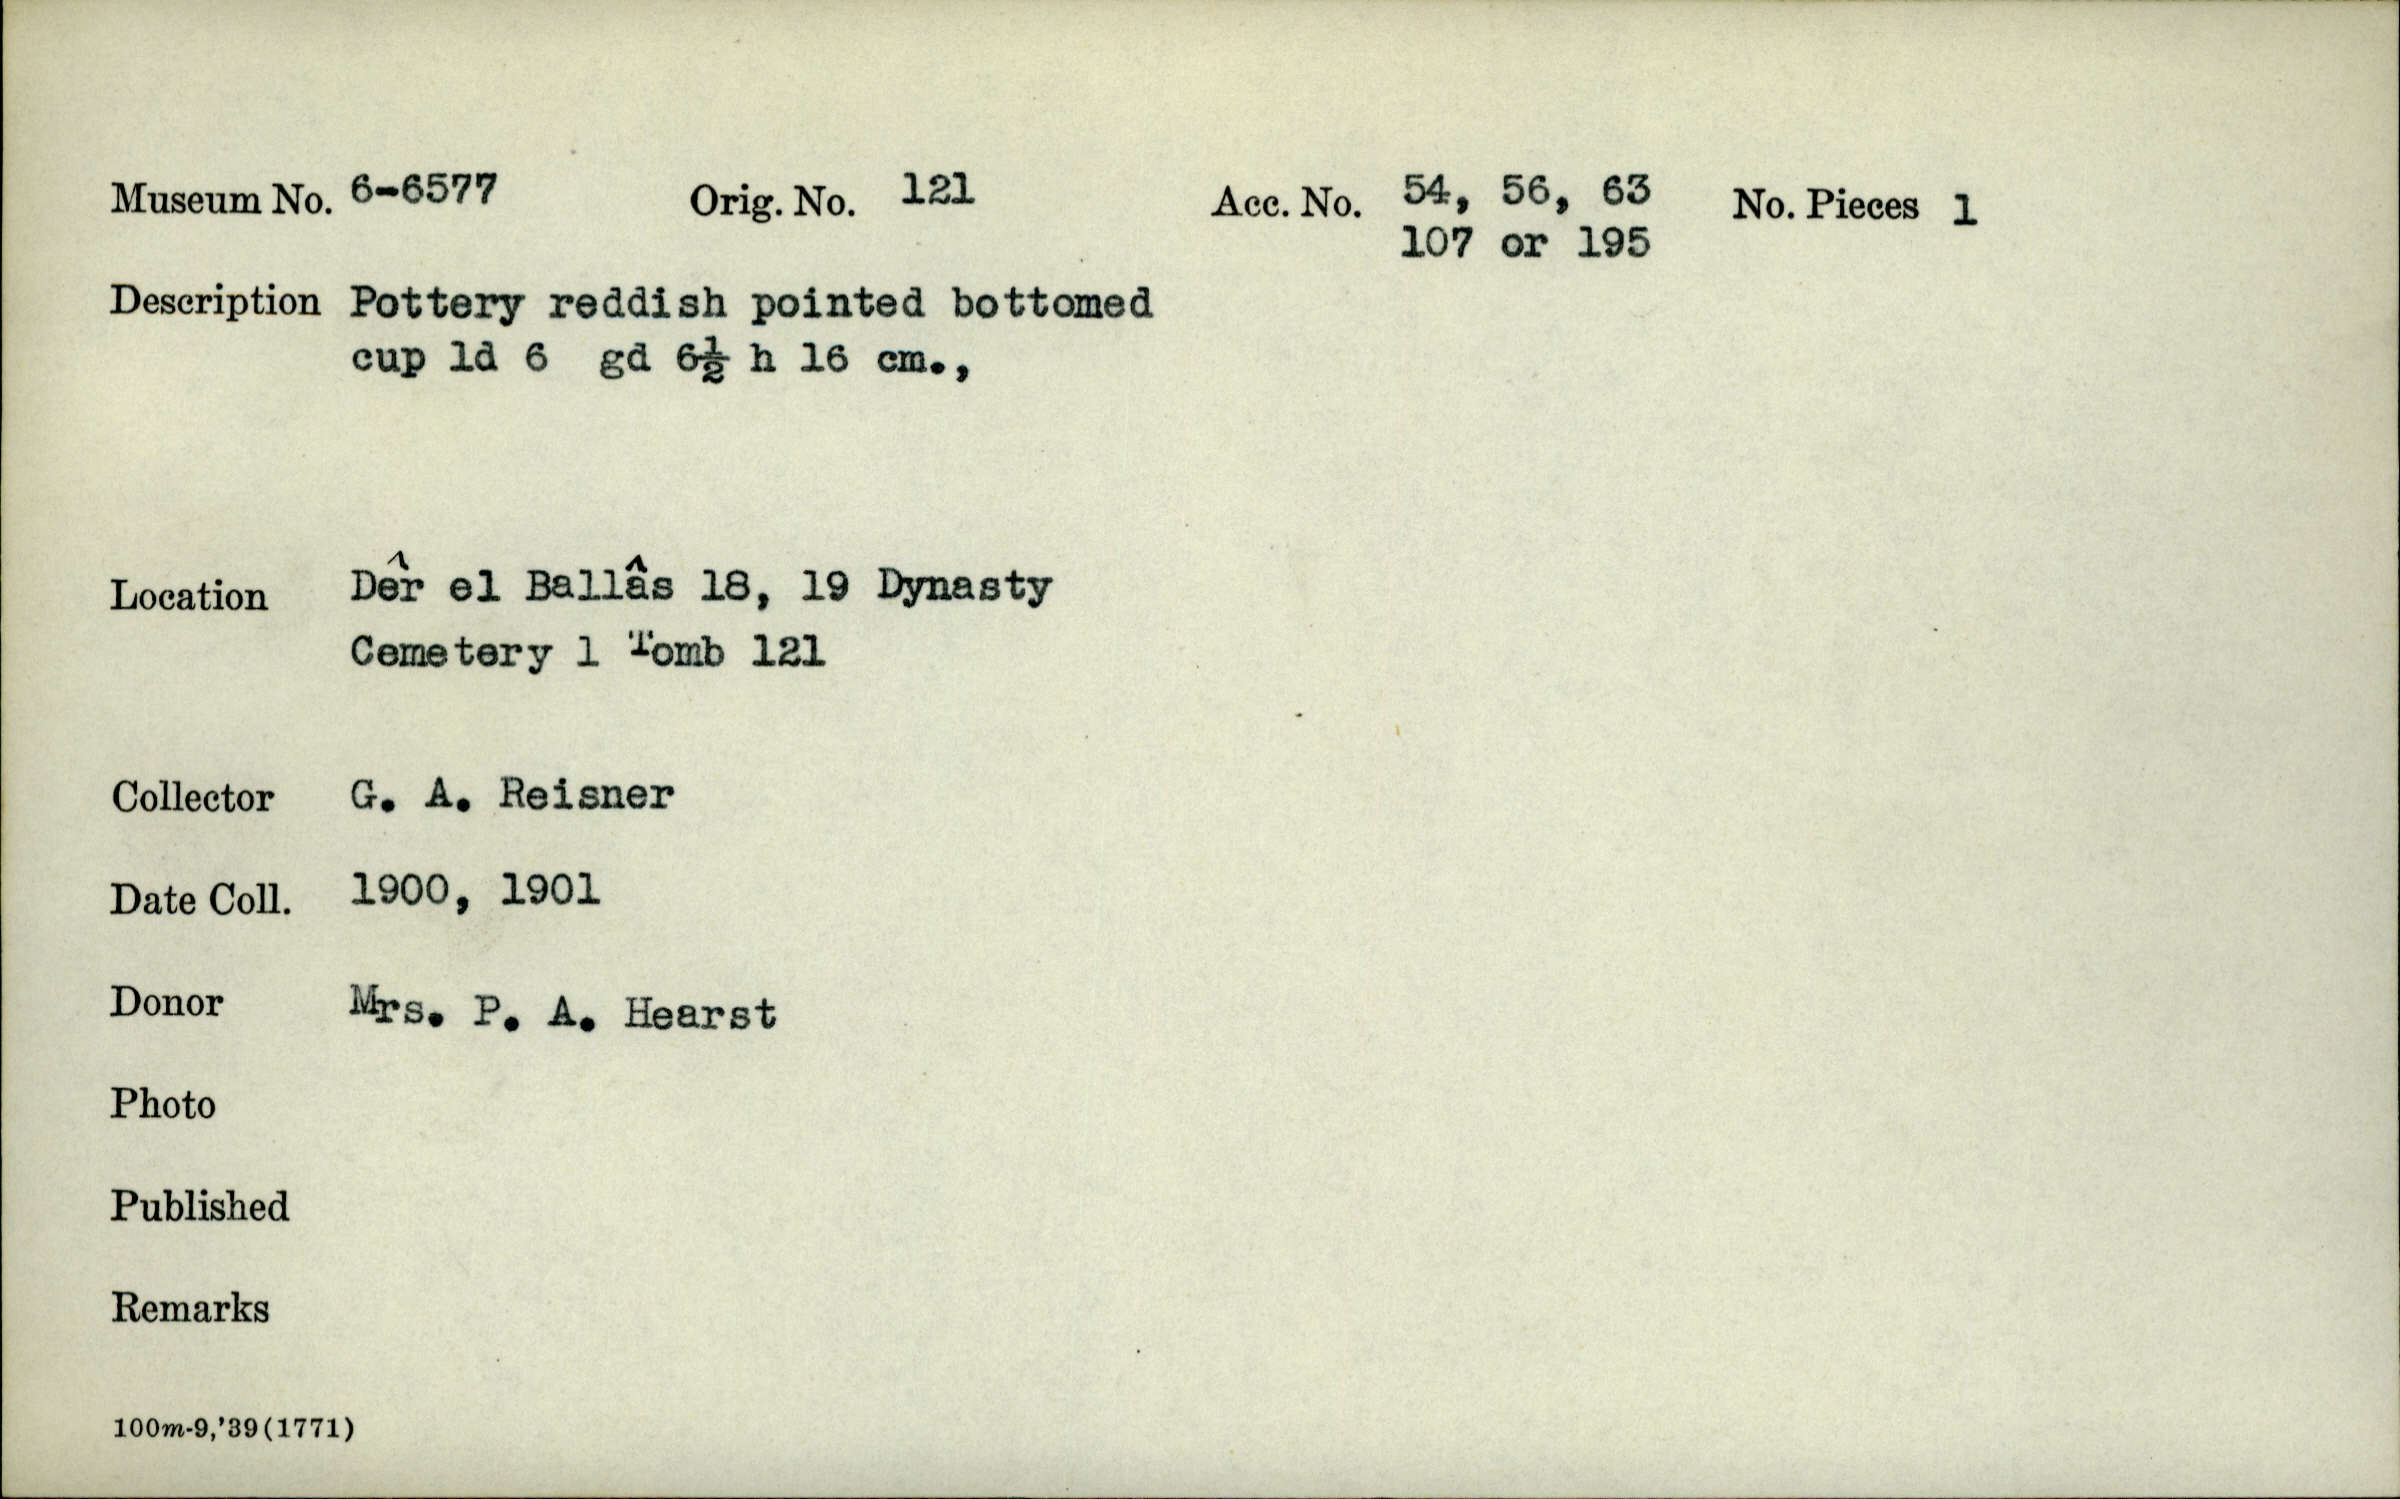 Museum No. 6-6577 Orig. No. 121 Acc. No. 54, 56, 63 No. Pieces 1
107 or 195
Description Pottery reddish pointed bottomed
cup ld 6 gd 6½ h 16 cm.,
Location Dêr el Ballâs 18, 19 Dynasty
Cemetery 1 Tomb 121
Collector G. A. Reisner
Date Coll. 1900, 1901
Donor Mrs. P. A. Hearst
Photo
Published
Remarks
100m-9,'39(1771)